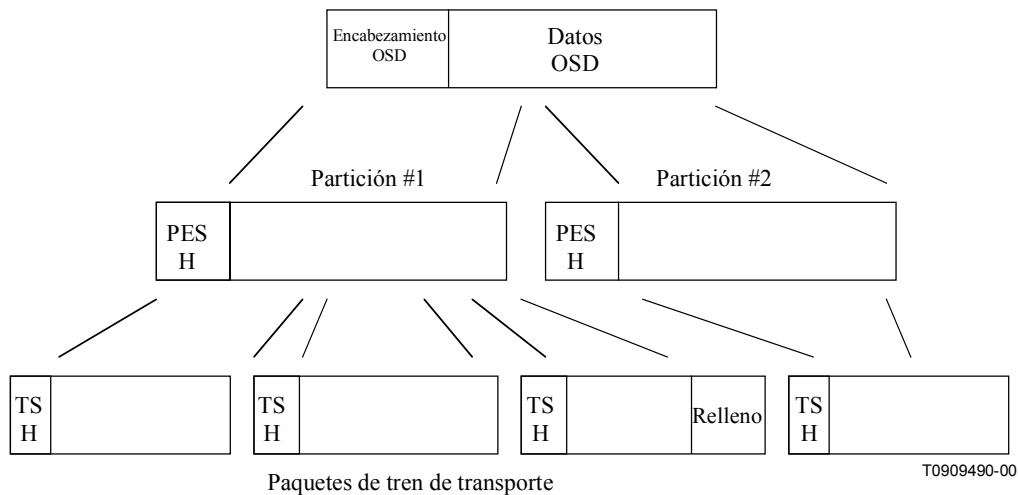 Encabezamiento
OSD
Datos
OSD
Partición #1
Partición #2
PES
H
PES
H
TS
H
TS
H
TS
H
Relleno
TS
H
Paquetes de tren de transporte
T0909490-00